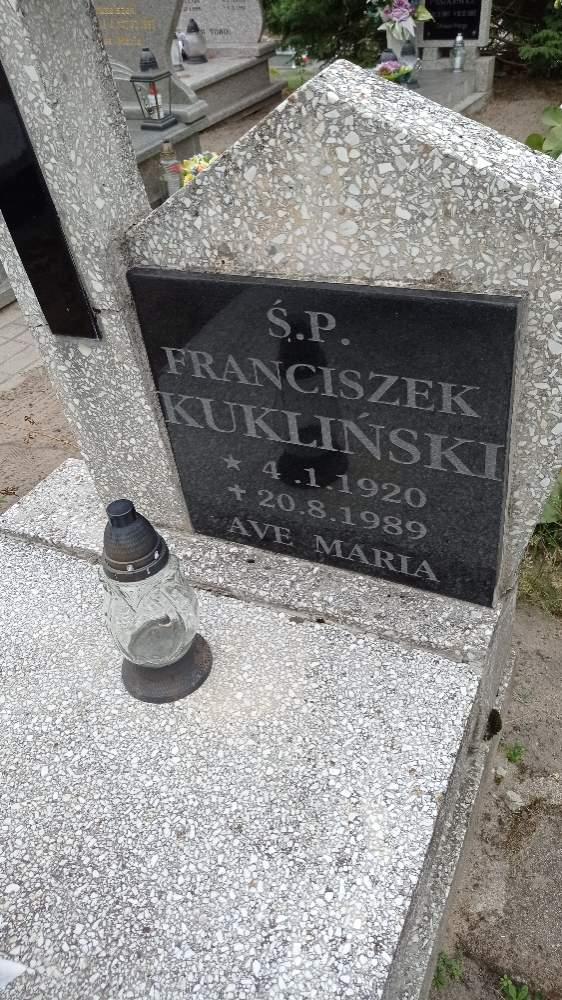 Ś.P.
FRANCISZEK
KUKLIŃSKI
* 4.1.1920
✝ 20.8.1989
AVE MARIA